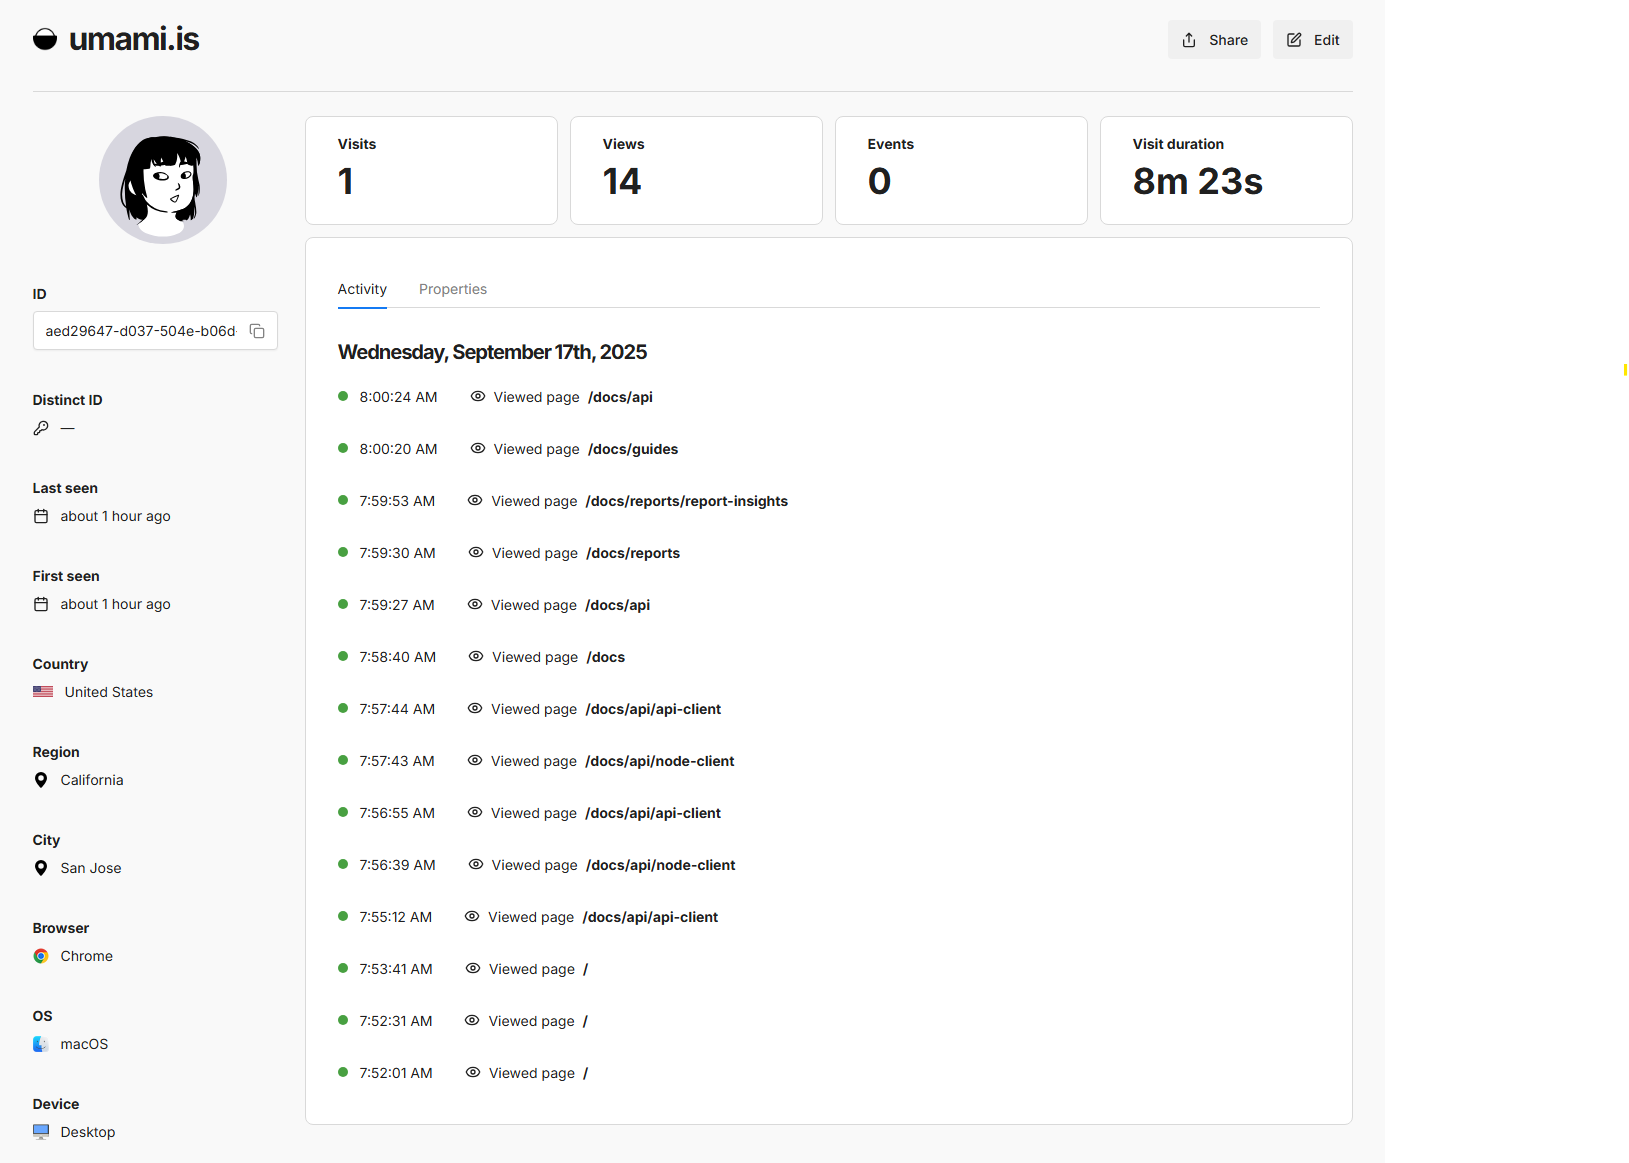 umami.is
Share
Edit
Visits
1
Views
14
Events
0
Visit duration
8m 23s
ID
aed29647-d037-504e-b06d
Distinct ID
—
Last seen
about 1 hour ago
First seen
about 1 hour ago
Country
United States
Region
California
City
San Jose
Browser
Chrome
OS
macOS
Device
Desktop
Activity
Properties
Wednesday, September 17th, 2025
8:00:24 AM Viewed page /docs/api
8:00:20 AM Viewed page /docs/guides
7:59:53 AM Viewed page /docs/reports/report-insights
7:59:30 AM Viewed page /docs/reports
7:59:27 AM Viewed page /docs/api
7:58:40 AM Viewed page /docs
7:57:44 AM Viewed page /docs/api/api-client
7:57:43 AM Viewed page /docs/api/node-client
7:56:55 AM Viewed page /docs/api/api-client
7:56:39 AM Viewed page /docs/api/node-client
7:55:12 AM Viewed page /docs/api/api-client
7:53:41 AM Viewed page /
7:52:31 AM Viewed page /
7:52:01 AM Viewed page /